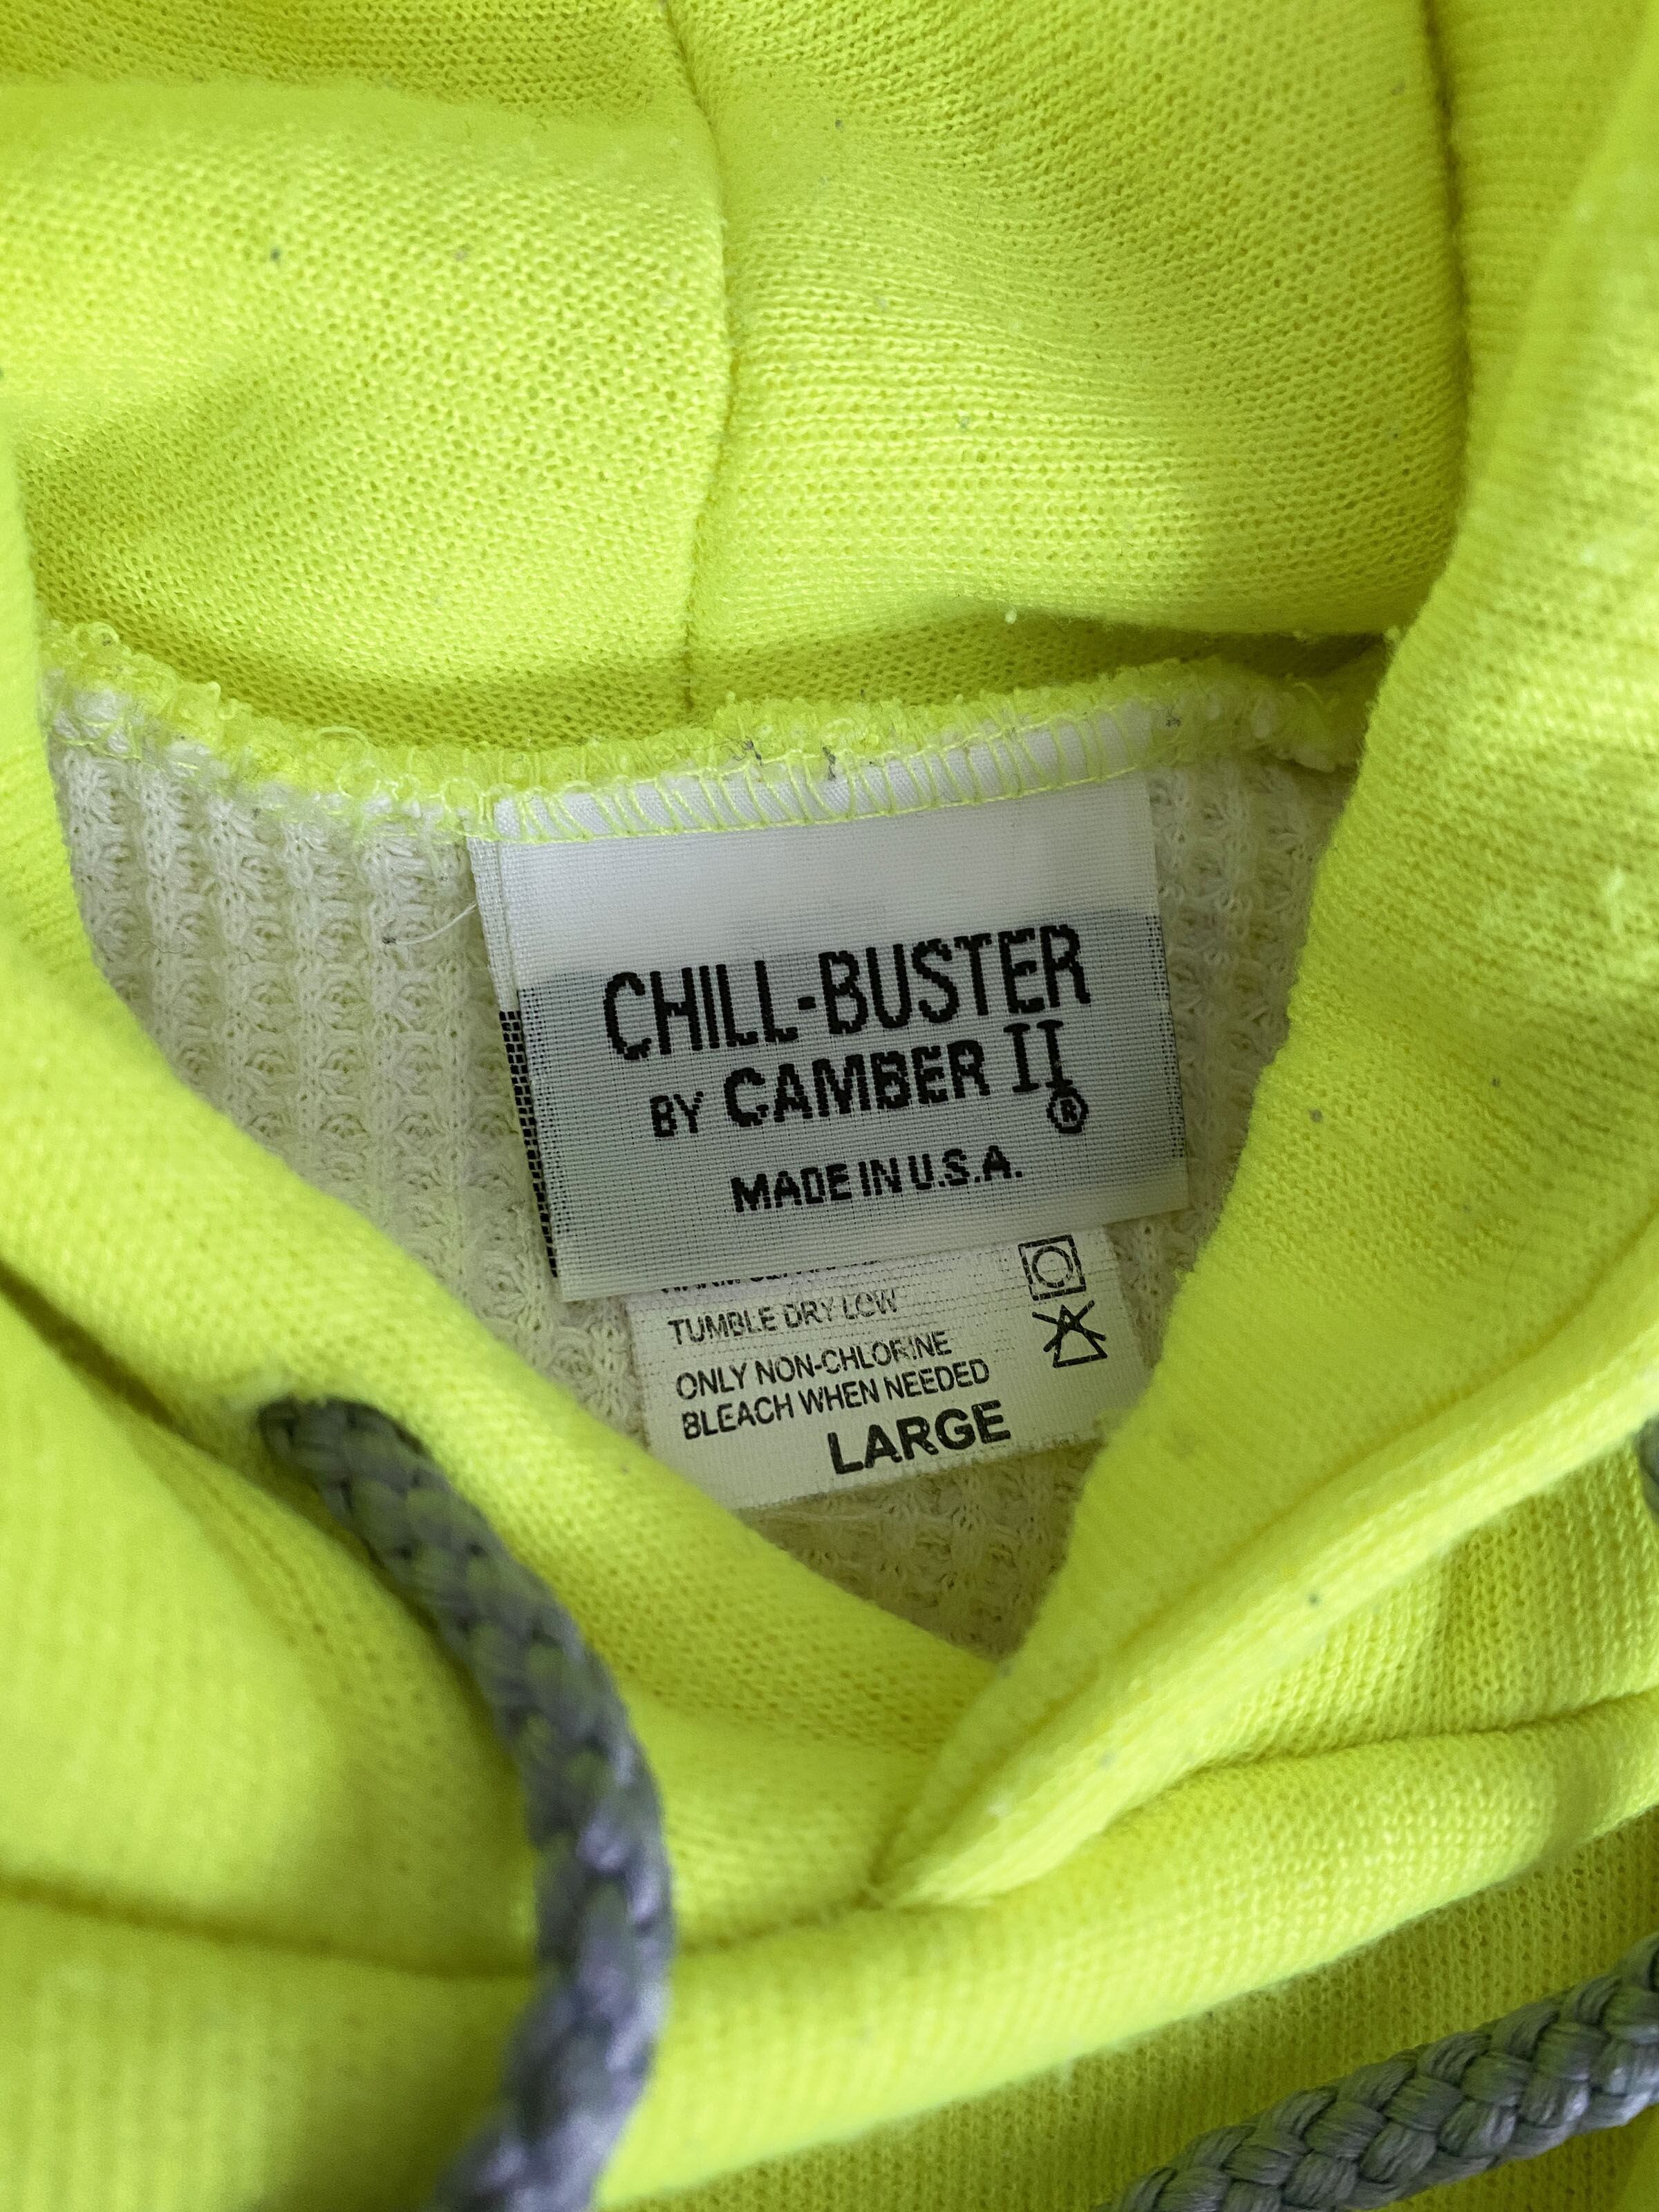 CHILL-BUSTER
BY CAMBER II
®
MADE IN U.S.A.
TUMBLE DRY LOW
ONLY NON-CHLORINE
BLEACH WHEN NEEDED
LARGE